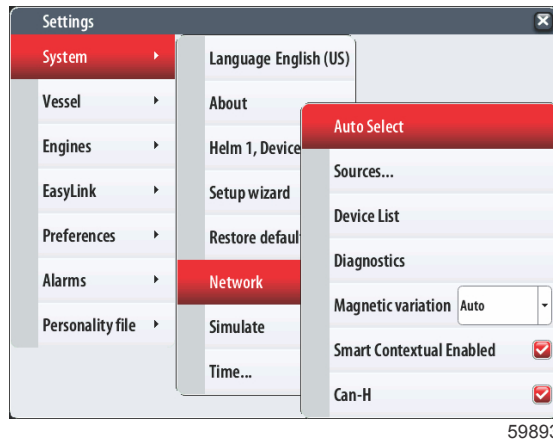 Settings
System
Vessel
Engines
EasyLink
Preferences
Alarms
Personality file
Language English (US)
About
Helm 1, Device
Setup wizard
Restore defaul
Network
Simulate
Time...
Auto Select
Sources...
Device List
Diagnostics
Magnetic variation Auto
Smart Contextual Enabled
Can-H
59893